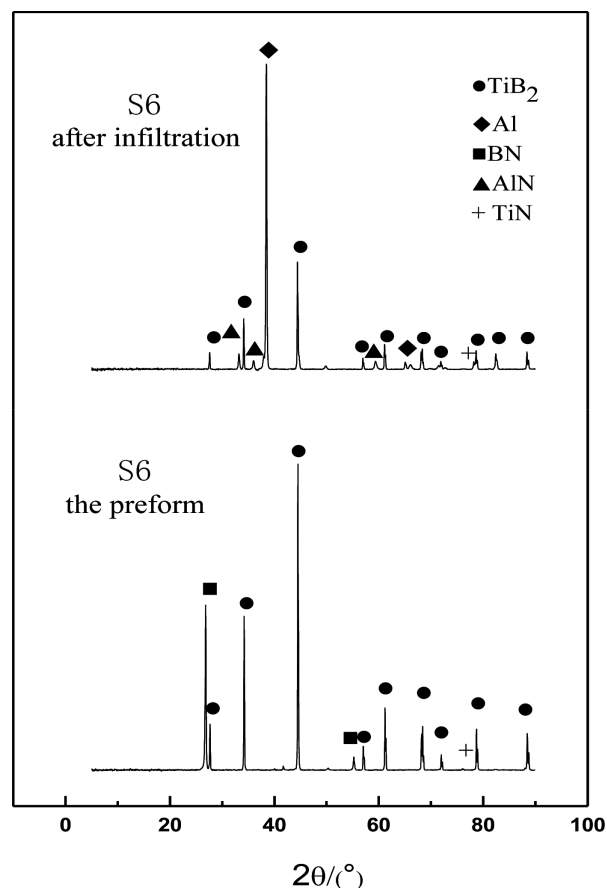 S6
after infiltration
TiB2
Al
BN
AlN
+ TiN
+
S6
the preform
+
0 20 40 60 80 100
2θ/(°)